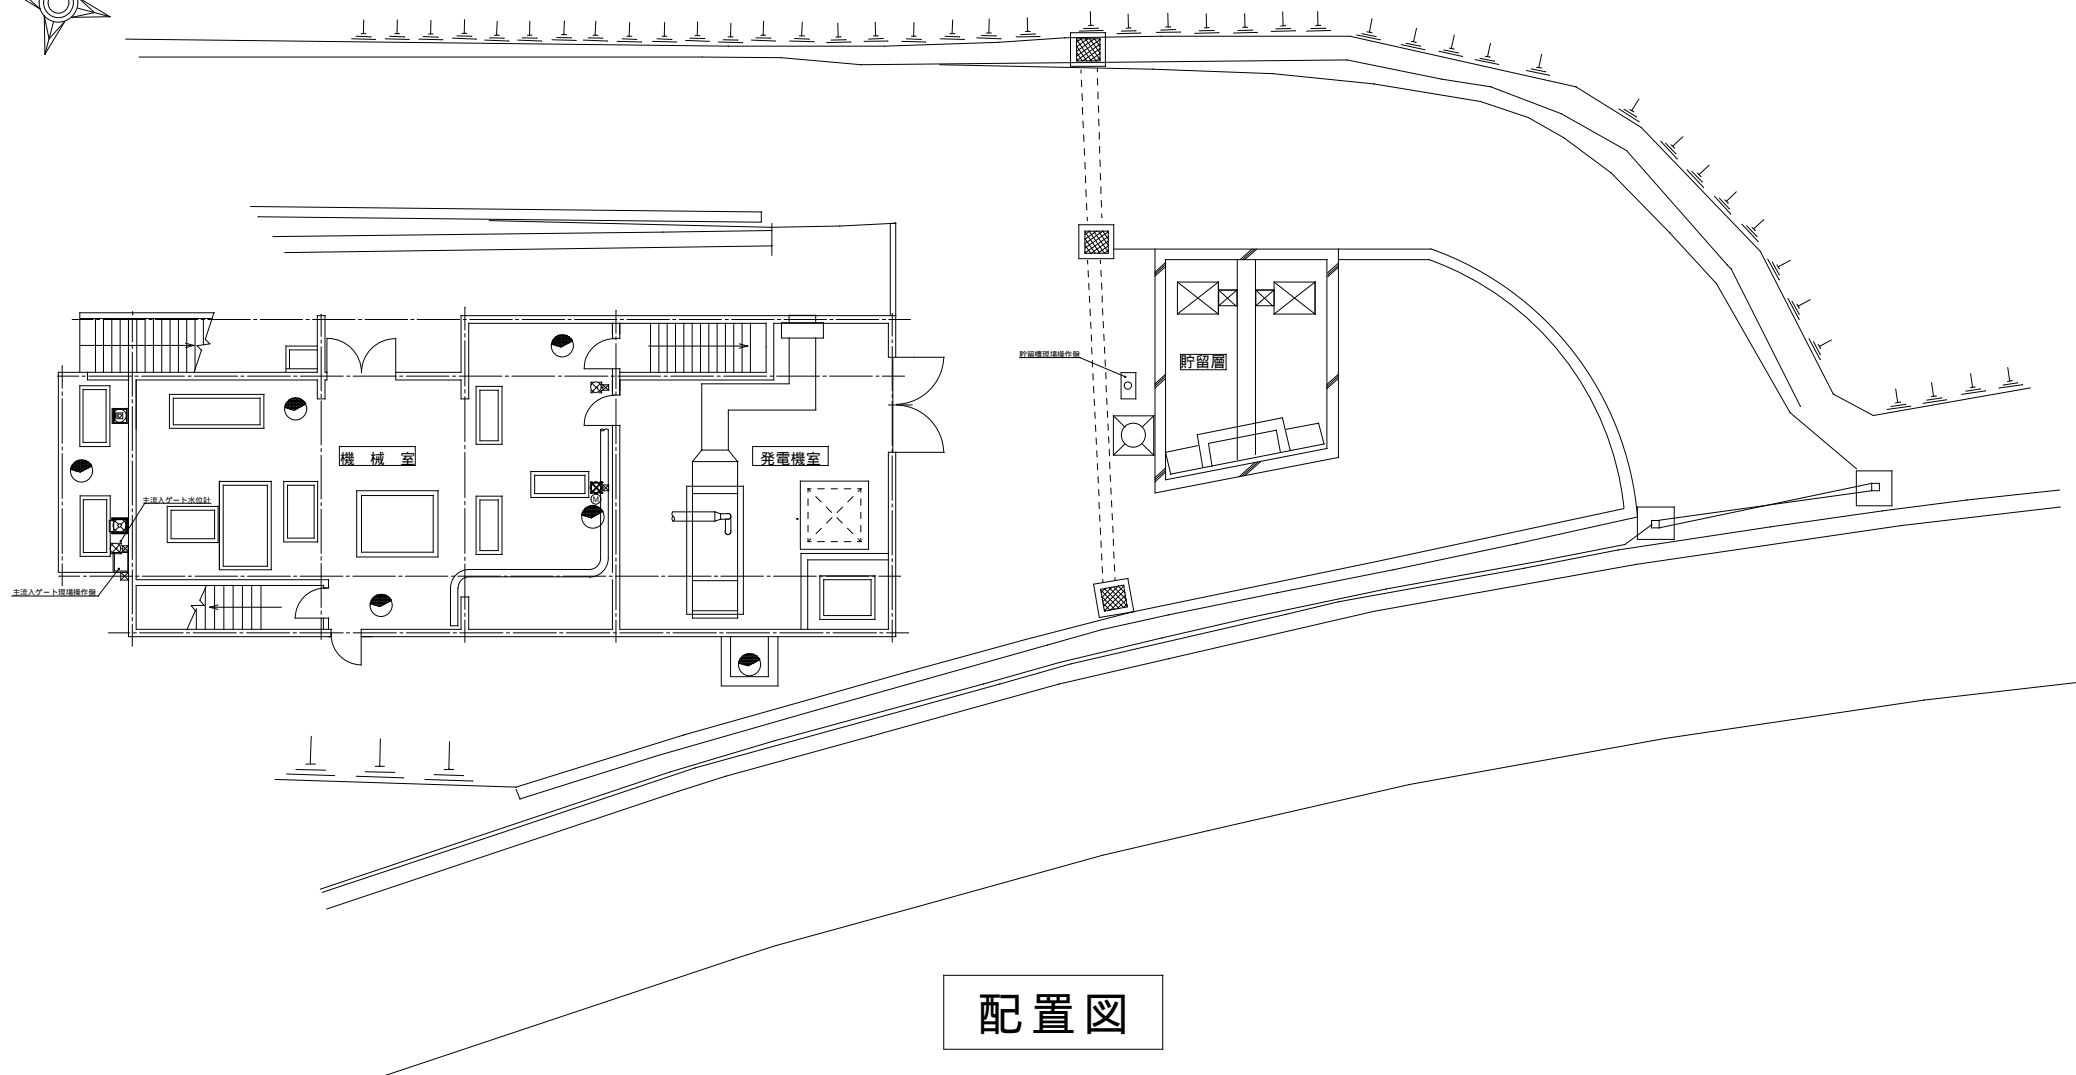 貯留槽現場操作盤
貯留層
機 械 室
発電機室
主流入ゲート水位計
M
主流入ゲート現場操作盤
配置図